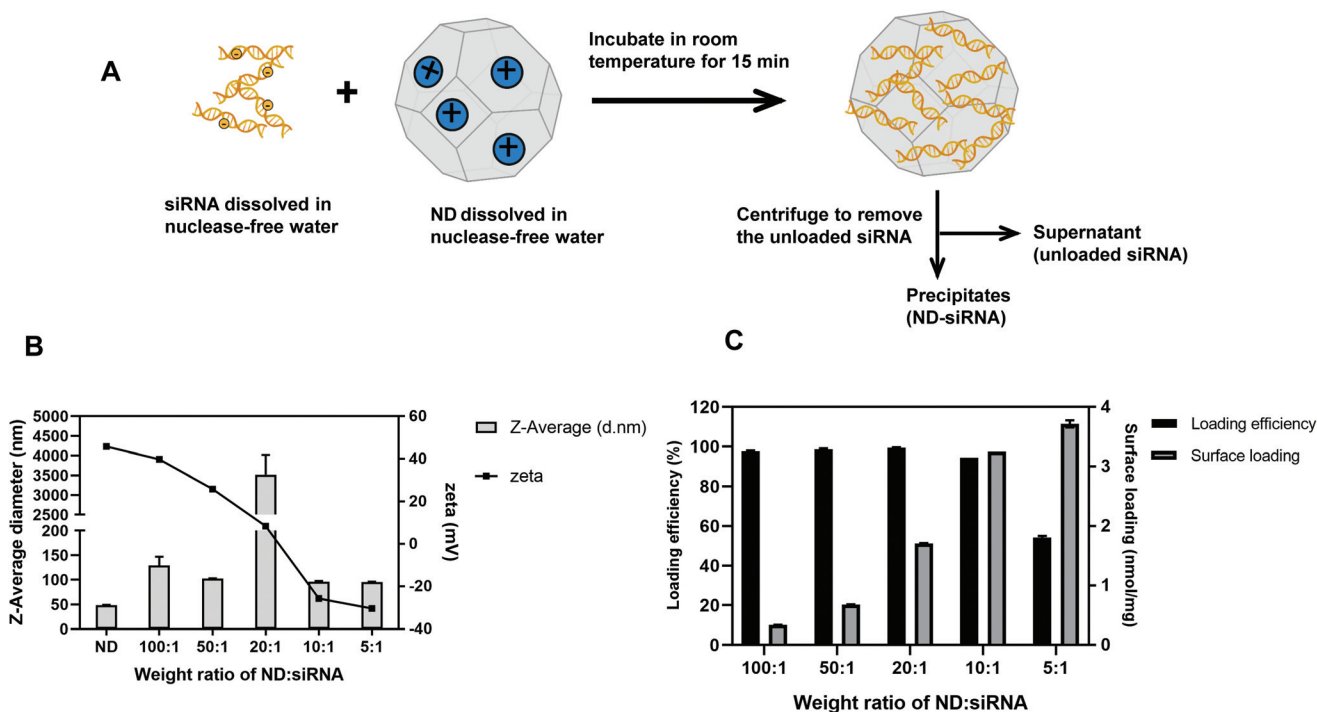 A
siRNA dissolved in
nuclease-free water
+
ND dissolved in
nuclease-free water
Incubate in room
temperature for 15 min
Centrifuge to remove
the unloaded siRNA
Supernatant
(unloaded siRNA)
Precipitates
(ND-siRNA)
B
Z-Average diameter (nm)
5000
4500
4000
3500
3000
2500
200
150
100
50
0
60
40
20
0
-20
-40
zeta (mV)
Z-Average (d.nm)
zeta
ND 100:1 50:1 20:1 10:1 5:1
Weight ratio of ND:siRNA
C
Loading efficiency (%)
120
100
80
60
40
20
0
4
3
2
1
0
Surface loading (nmol/mg)
Loading efficiency
Surface loading
100:1 50:1 20:1 10:1 5:1
Weight ratio of ND:siRNA